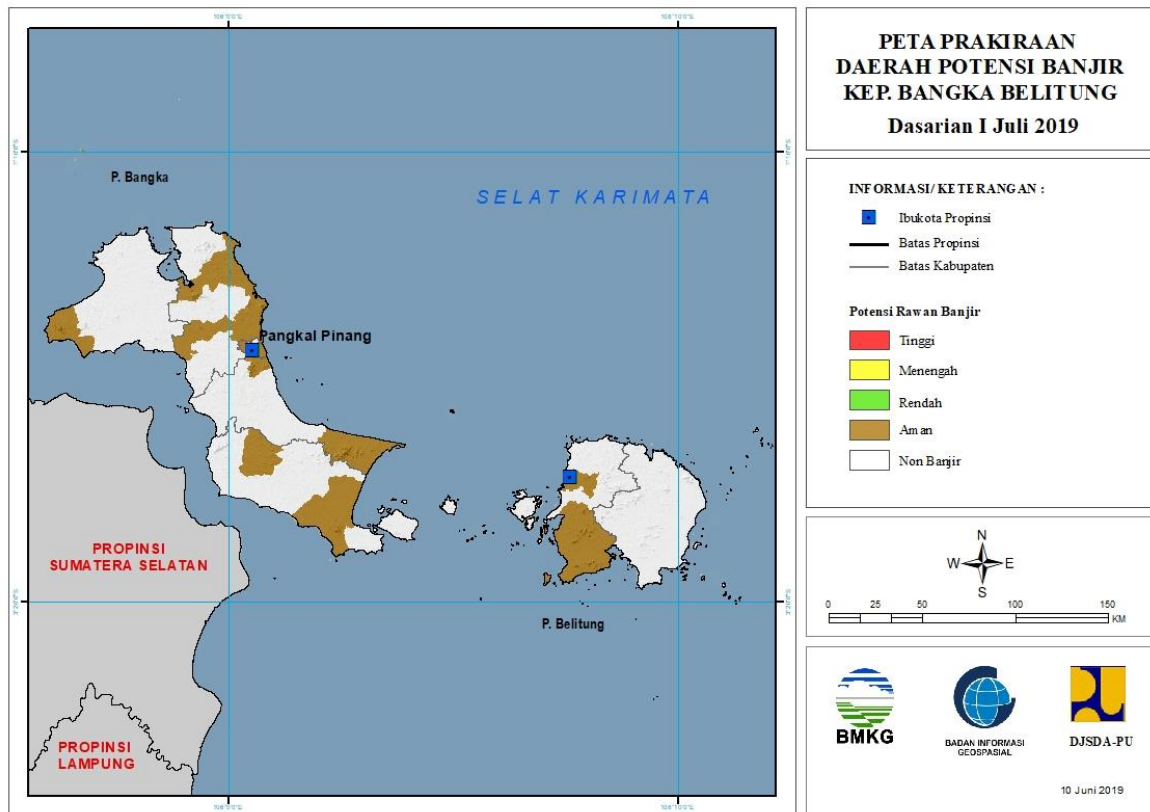 PETA PRAKIRAAN
DAERAH POTENSI BANJIR
KEP. BANGKA BELITUNG
Dasarian I Juli 2019
P. Bangka
SELAT KARIMATA
Pangkal Pinang
PROPINSI
SUMATERA SELATAN
P. Belitung
PROPINSI
LAMPUNG
INFORMASI/ KETERANGAN :
Ibukota Propinsi
Batas Propinsi
Batas Kabupaten
Potensi Rawan Banjir
Tinggi
Menengah
Rendah
Aman
Non Banjir
N
W E
S
0 25 50 100 150
KM
BMKG
BADAN INFORMASI
GEOSPASIAL
DJSDA-PU
10 Juni 2019